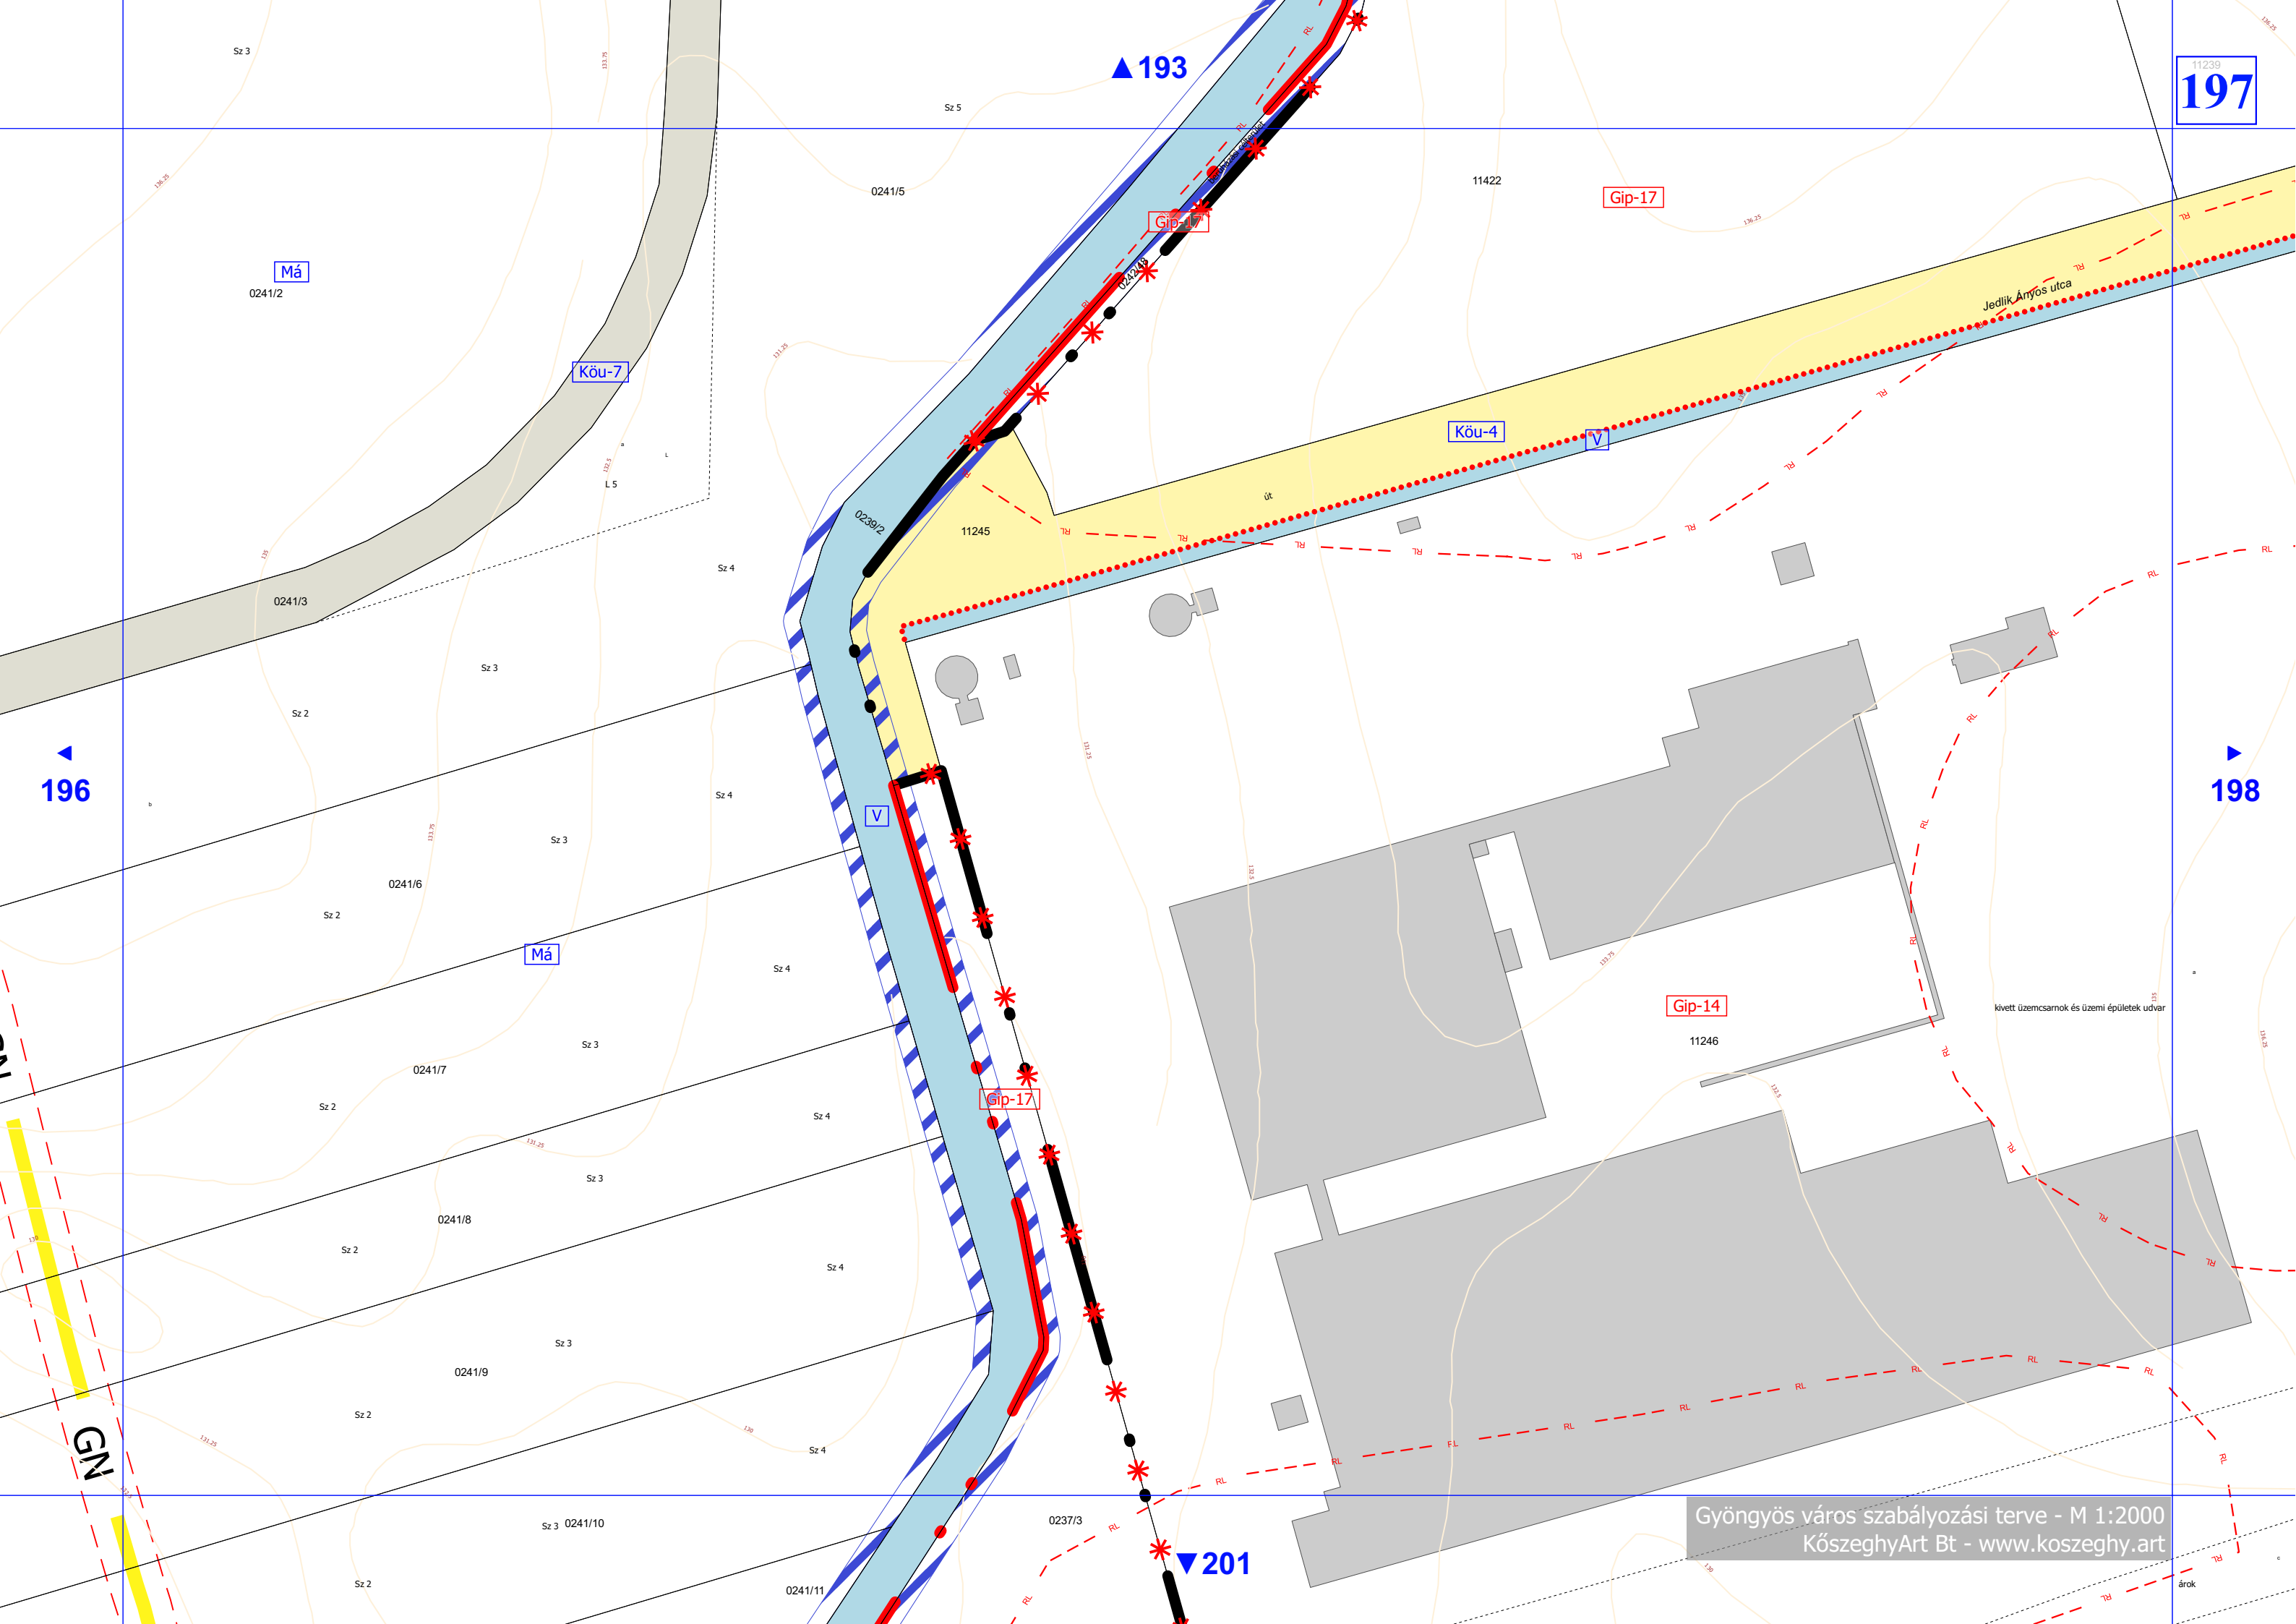 Sz 3
▲193
11239
197
Sz 5
0241/5
11422
Gip-17
Gip-17
0242/48
Má
0241/2
Jedlik Ányos utca
Köu-7
Köu-4
V
L 5
út
0239/2
11245
Sz 4
0241/3
Sz 3
Sz 2
196
198
Sz 4
V
Sz 3
0241/6
Sz 2
Má
Sz 4
kivett üzemcsarnok és üzemi épületek udvar
Gip-14
11246
Sz 3
0241/7
Sz 2
Gip-17
Sz 4
Sz 3
0241/8
Sz 2
Sz 4
Sz 3
0241/9
Sz 2
Sz 4
GN
Sz 3 0241/10
0237/3
Gyöngyös város szabályozási terve - M 1:2000
KőszeghyArt Bt - www.koszeghy.art
▼201
Sz 2
0241/11
árok